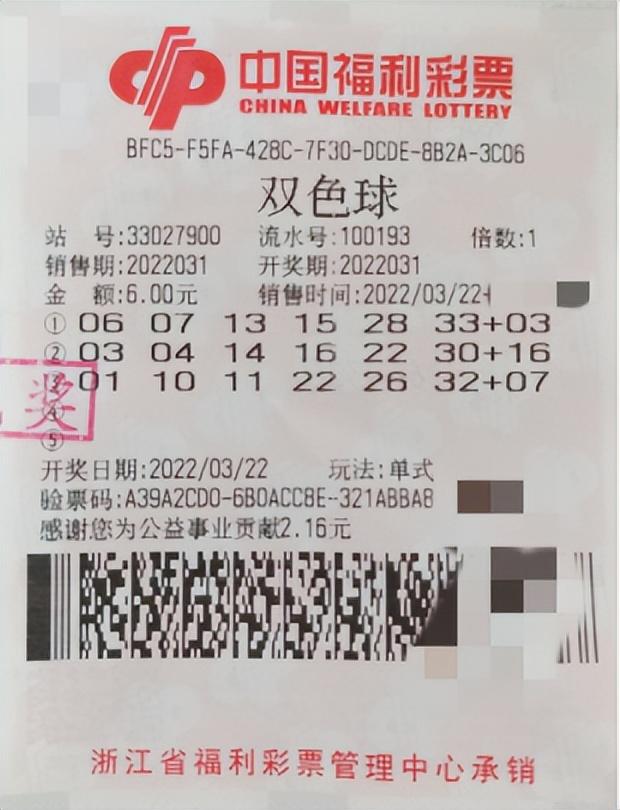 中国福利彩票
CHINA WELFARE LOTTERY
BFC5-F5FA-428C-7F30-DCDE-8B2A-3C06
双色球
站 号:33027900 流水号:100193 倍数:1
销售期:2022031 开奖期:2022031
金 额:6.00元 销售时间:2022/03/22
① 06 07 13 15 28 33+03
② 03 04 14 16 22 30+16
③ 01 10 11 22 26 32+07
④
⑤
奖
开奖日期:2022/03/22 玩法:单式
验票码:A39A2CD0-6B0ACC8E-321ABBA8
感谢您为公益事业贡献2.16元
浙江省福利彩票管理中心承销